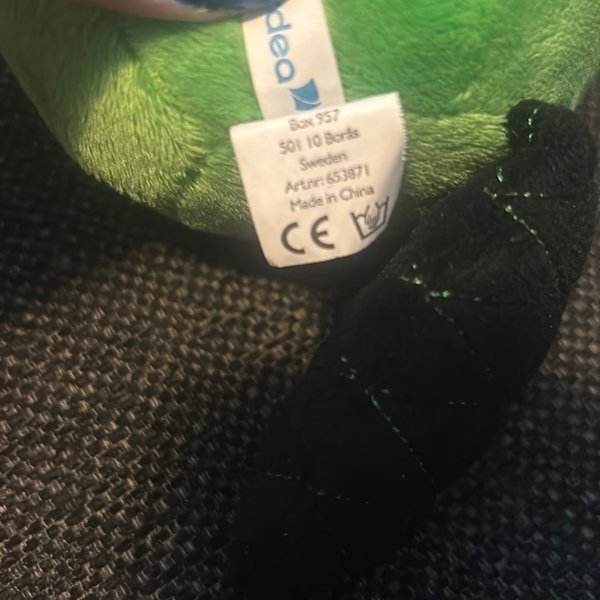 dea
Box 957
501 10 Borås
Sweden
Art.nr: 653871
Made in China
CE